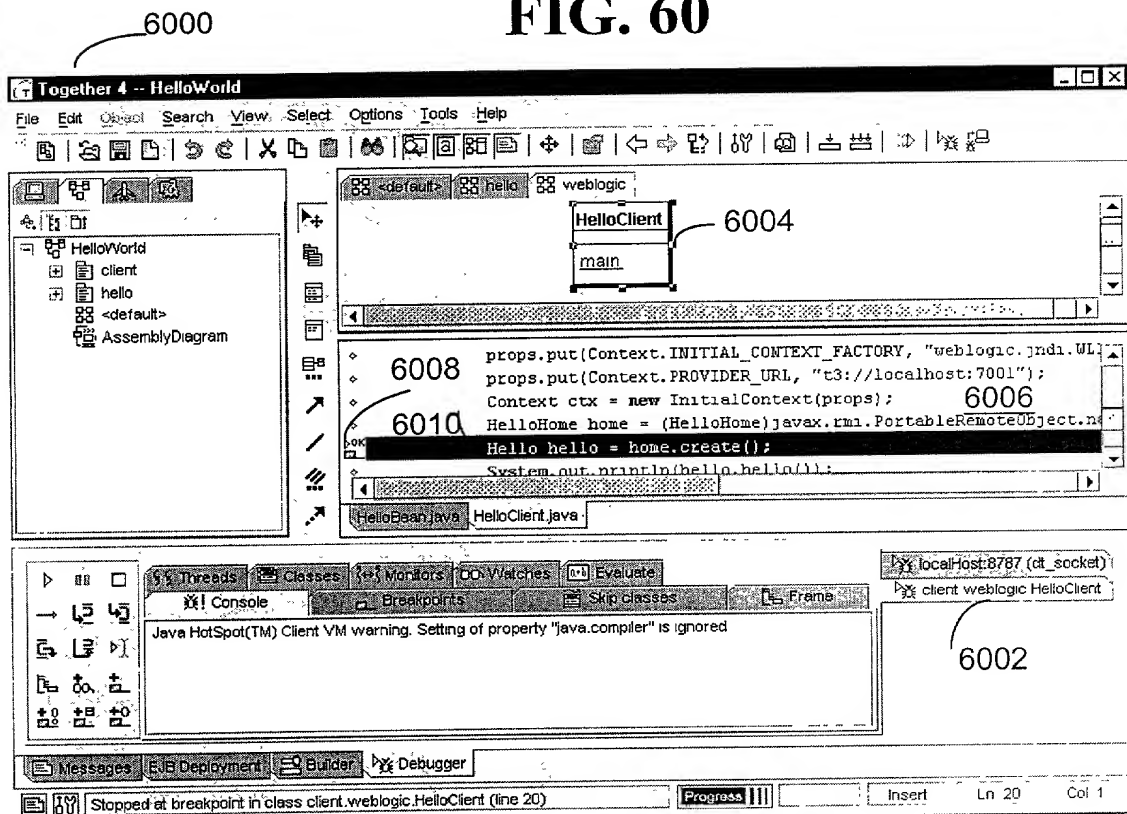 FIG. 60
6000
Together 4 -- HelloWorld
File Edit Object Search View Select Options Tools Help
<default> hello weblogic
HelloClient
6004
main
HelloWorld
client
hello
<default>
AssemblyDiagram
props.put(Context.INITIAL_CONTEXT_FACTORY, "weblogic.jndi.WL
6008
props.put(Context.PROVIDER_URL, "t3://localhost:7001");
Context ctx = new InitialContext(props);
6006
6010
HelloHome home = (HelloHome)javax.rmi.PortableRemoteObject.n
OK
Hello hello = home.create();
System.out.println(hello.hello());
HelloBean.java HelloClient.java
Threads Classes Monitors Watches Evaluate
Console Breakpoints Skip classes Frame
Java HotSpot(TM) Client VM warning. Setting of property "java.compiler" is ignored
localHost:8787 (dt_socket)
client weblogic HelloClient
6002
Messages EJB Deployment Builder Debugger
Stopped at breakpoint in class client.weblogic.HelloClient (line 20)
Progress
Insert Ln 20 Col 1